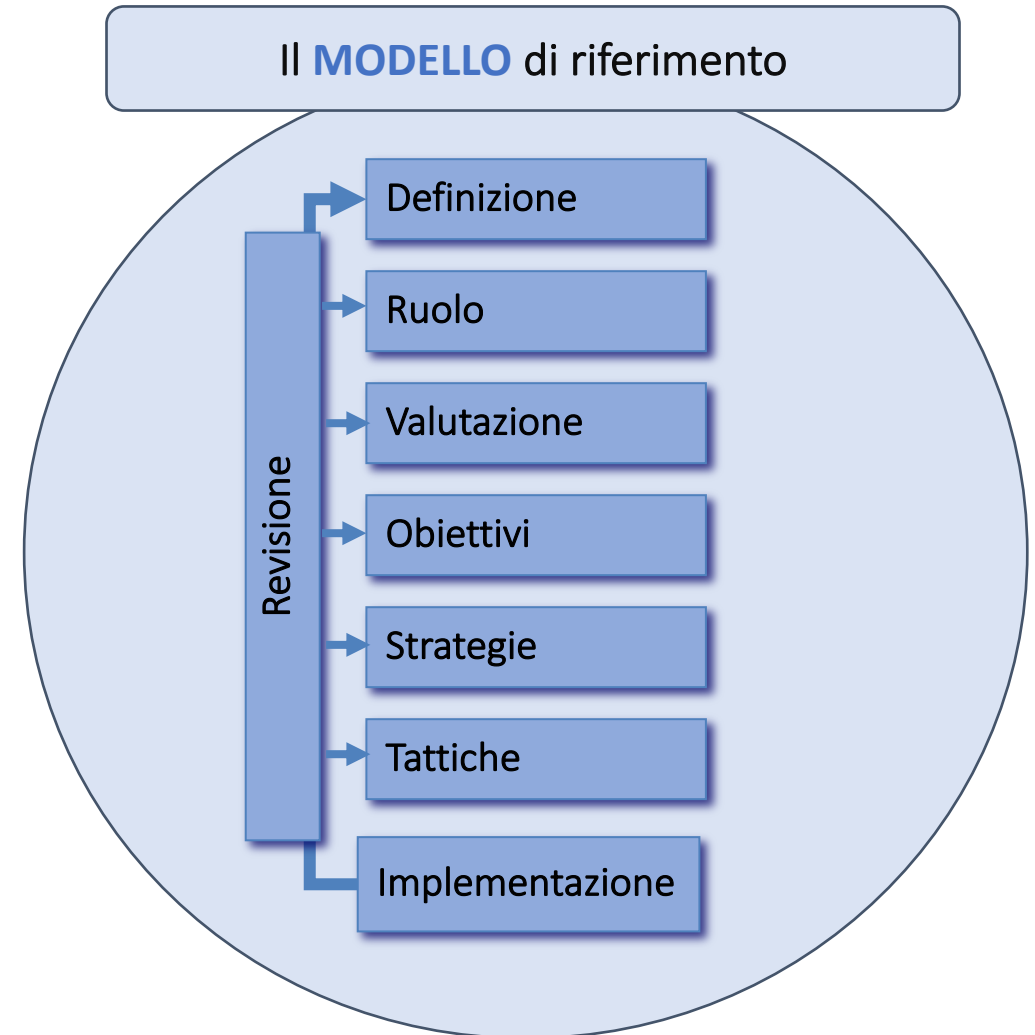 Il MODELLO di riferimento
Definizione
Ruolo
Valutazione
Obiettivi
Strategie
Tattiche
Implementazione
Revisione